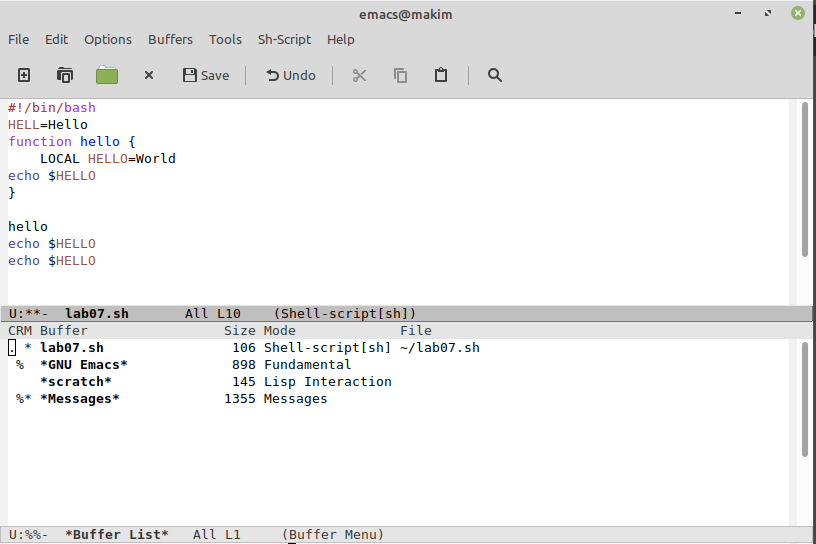 emacs@makim
File Edit Options Buffers Tools Sh-Script Help
Save Undo
#!/bin/bash
HELL=Hello
function hello {
    LOCAL HELLO=World
echo $HELLO
}
hello
echo $HELLO
echo $HELLO
U:**-  lab07.sh       All L10    (Shell-script[sh])
CRM Buffer                 Size Mode             File
. * lab07.sh                106 Shell-script[sh] ~/lab07.sh
 %  *GNU Emacs*             898 Fundamental
    *scratch*               145 Lisp Interaction
 %* *Messages*             1355 Messages
U:%%-  *Buffer List*   All L1     (Buffer Menu)